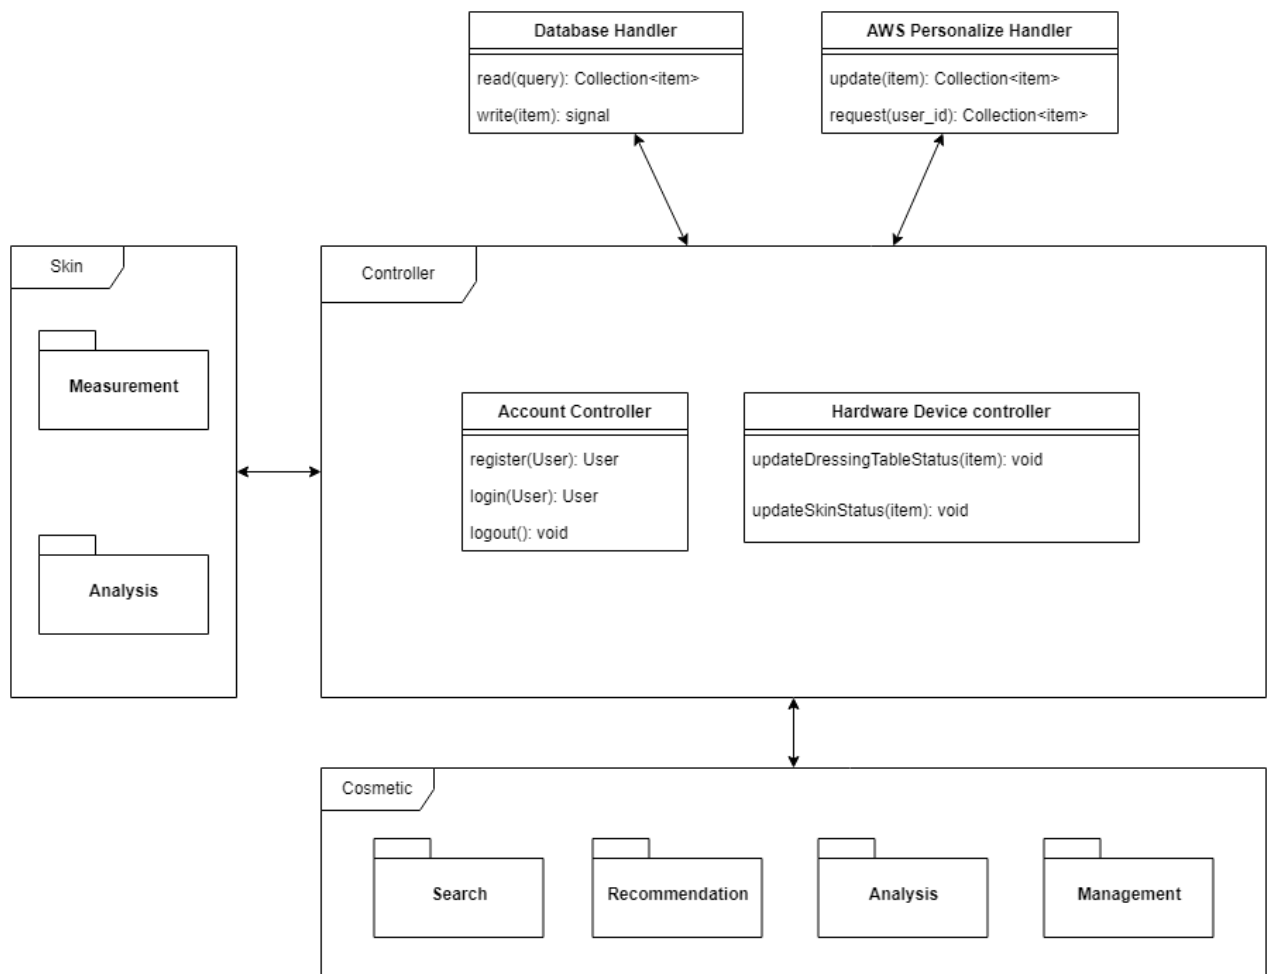 Database Handler
read(query): Collection<item>
write(item): signal
AWS Personalize Handler
update(item): Collection<item>
request(user_id): Collection<item>
Skin
Measurement
Analysis
Controller
Account Controller
register(User): User
login(User): User
logout(): void
Hardware Device controller
updateDressingTableStatus(item): void
updateSkinStatus(item): void
Cosmetic
Search
Recommendation
Analysis
Management